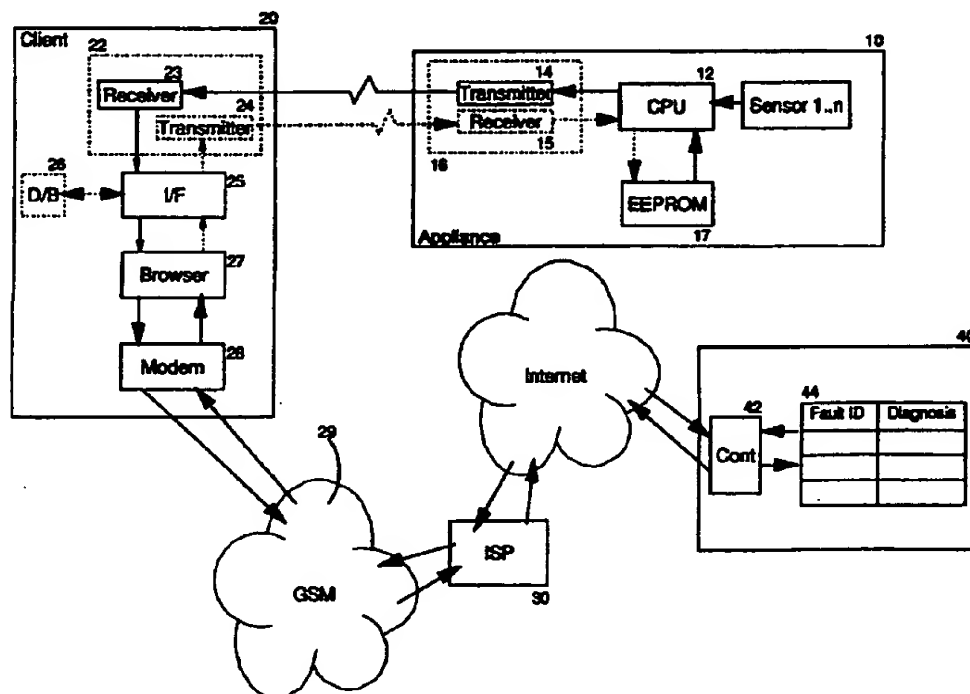 20
Client
22
23
Receiver
24
Transmitter
26
D/B
25
I/F
27
Browser
28
Modem
10
14
Transmitter
Receiver
15
16
12
CPU
Sensor 1..n
EEPROM
17
Appliance
Internet
40
42
44
Cont
Fault ID Diagnosis
29
GSM
ISP
30